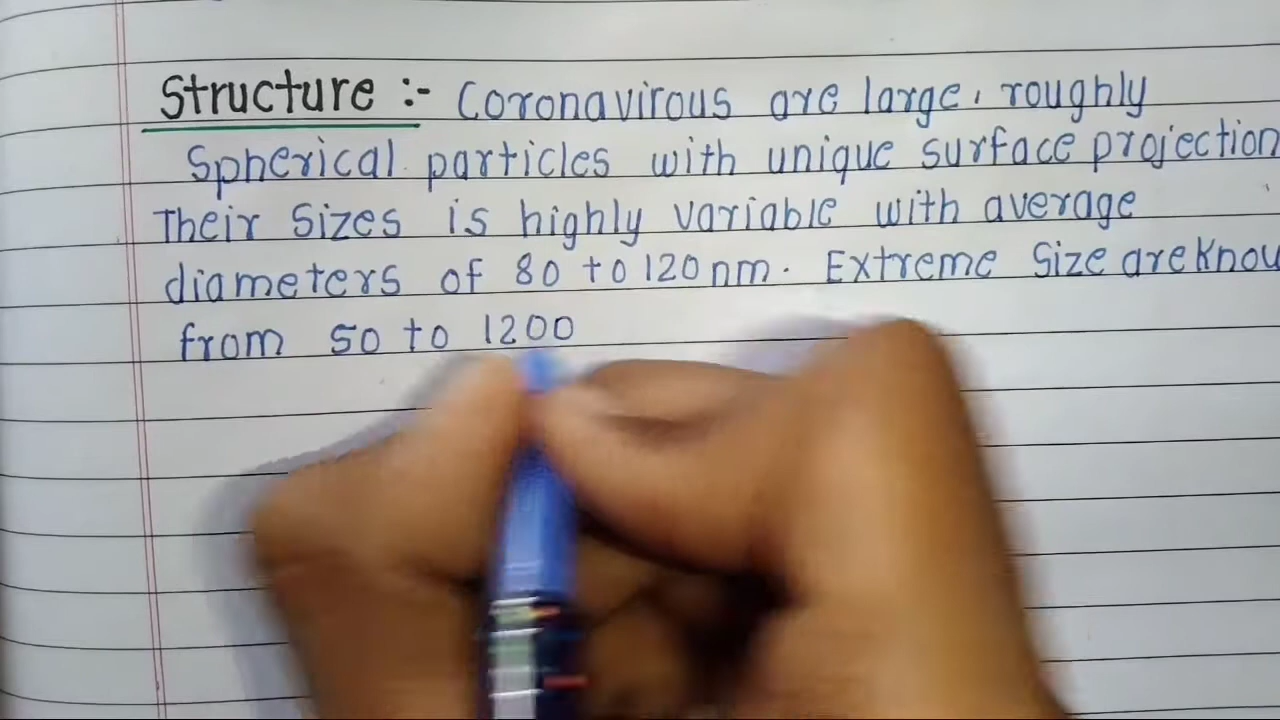 Structure :- Coronavirous are large, roughly
Spherical particles with unique surface projection
Their Sizes is highly variable with average
diameters of 80 to 120 nm. Extreme Size are Know
from 50 to 1200